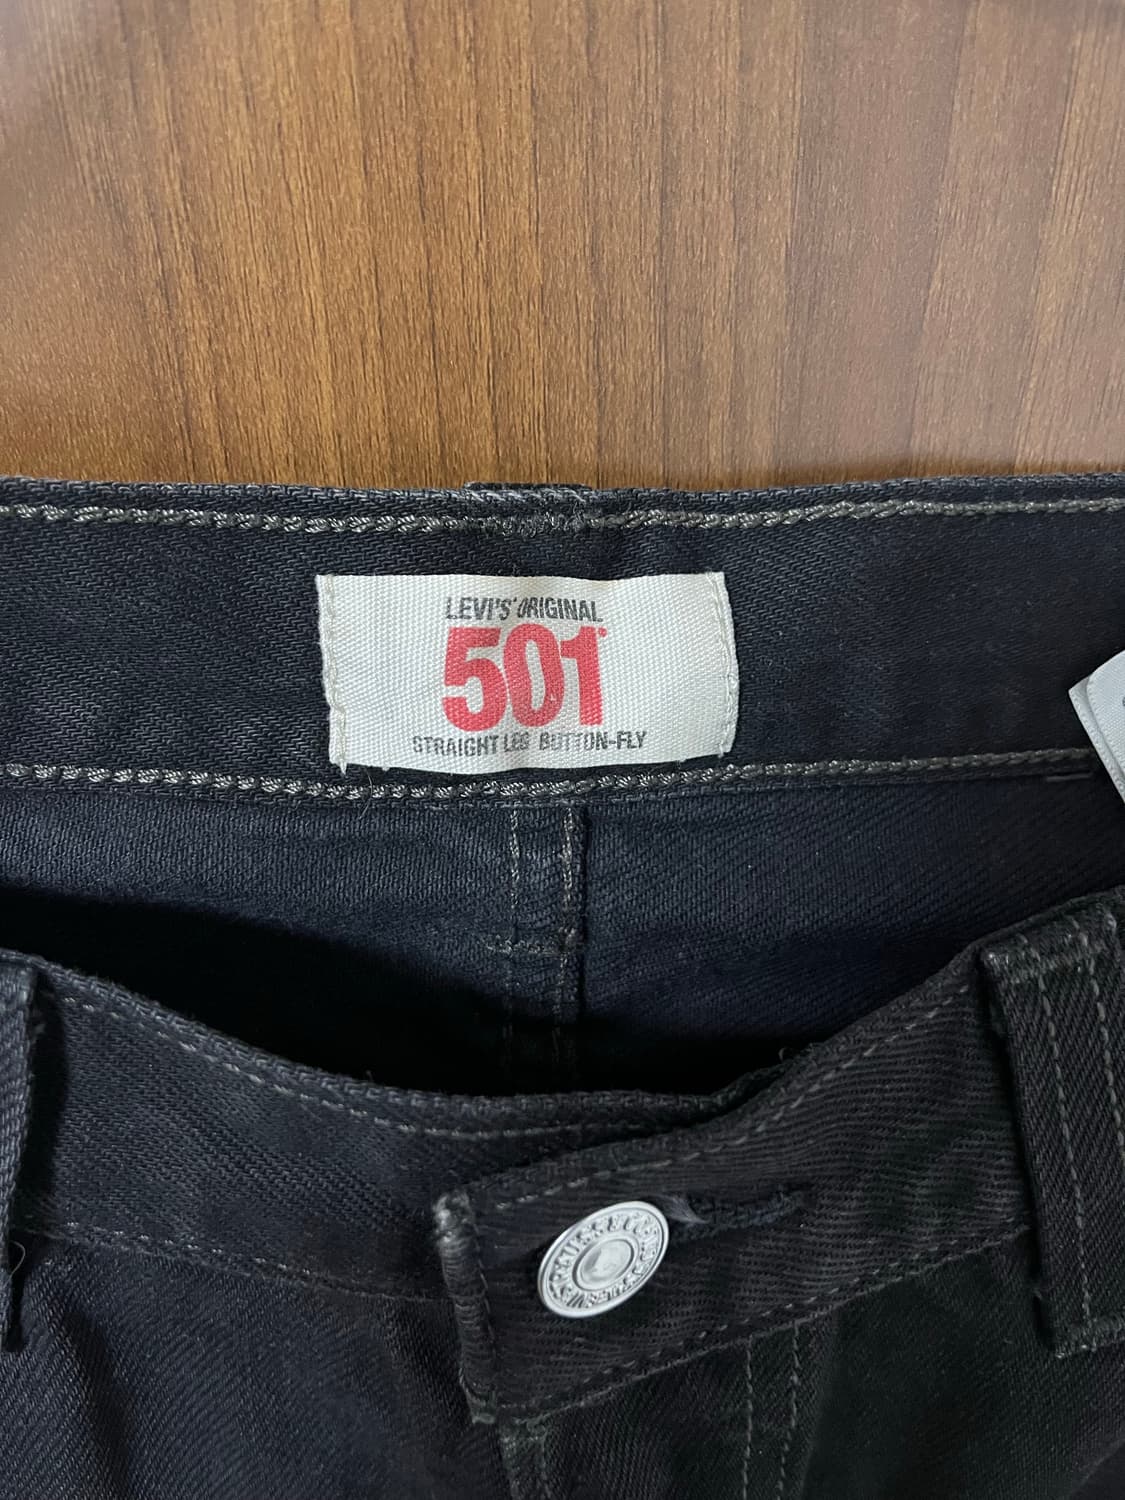 LEVI'S® ORIGINAL
501®
STRAIGHT LEG BUTTON-FLY